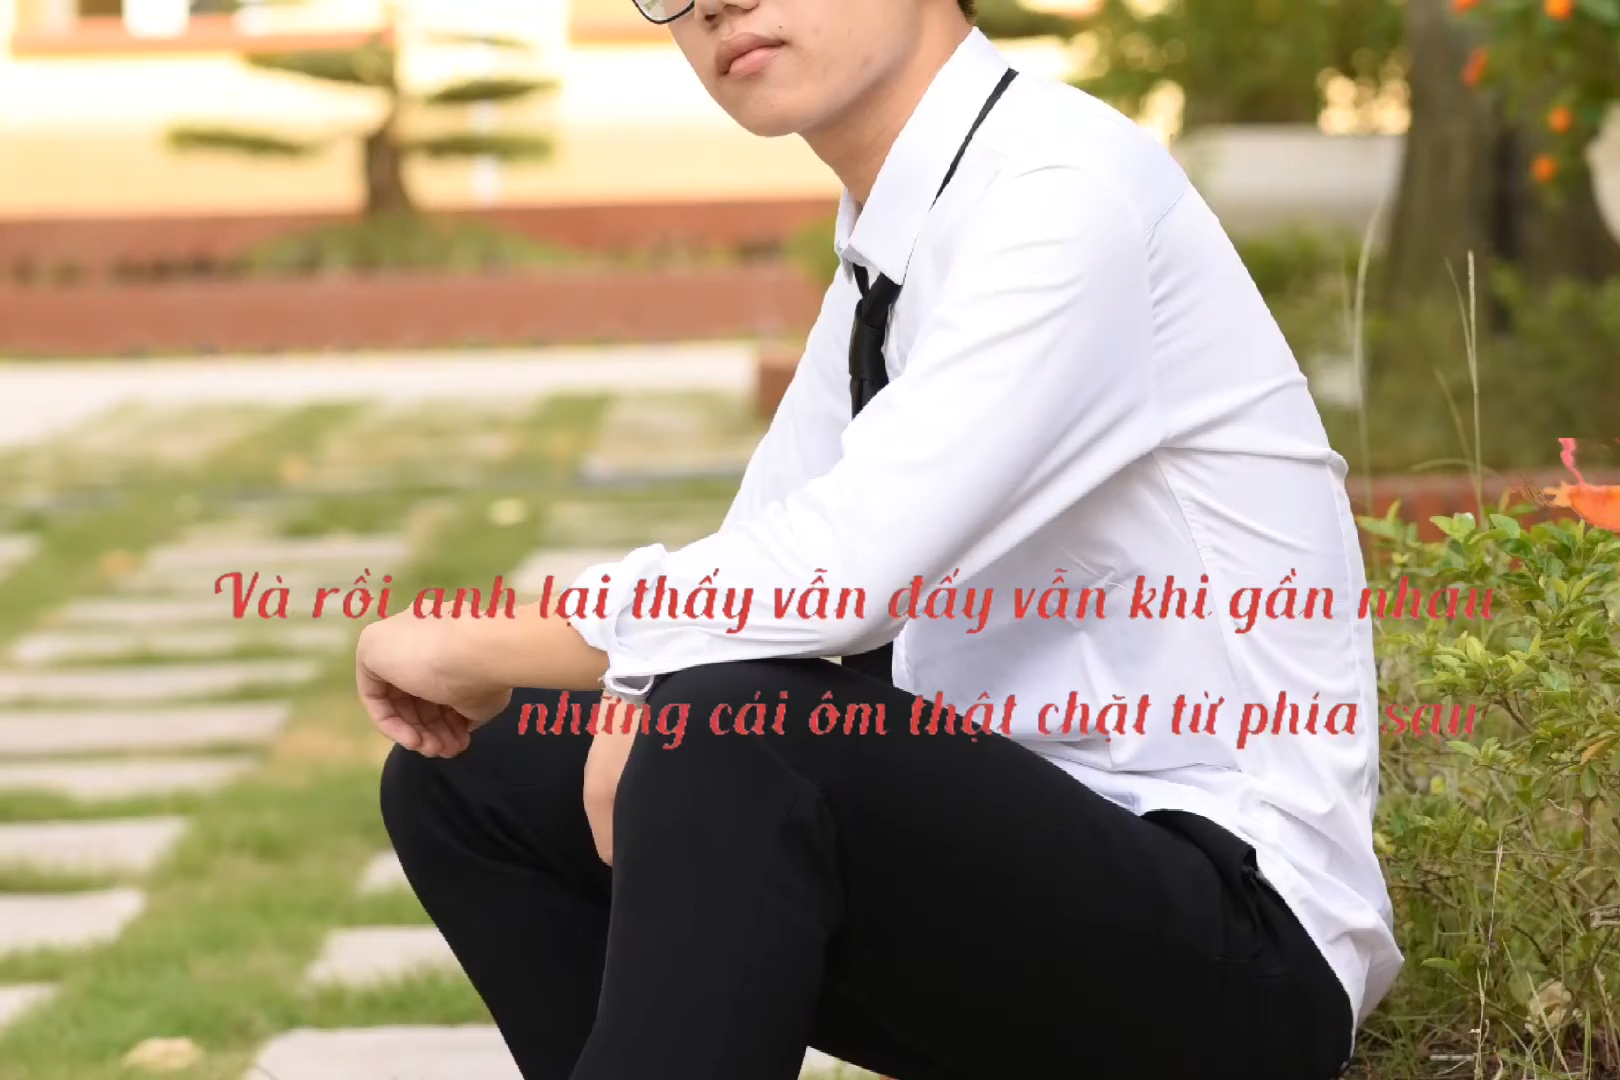 Và rồi anh lại thấy vẫn đấy vẫn khi gần nhau
những cái ôm thật chặt từ phía sau